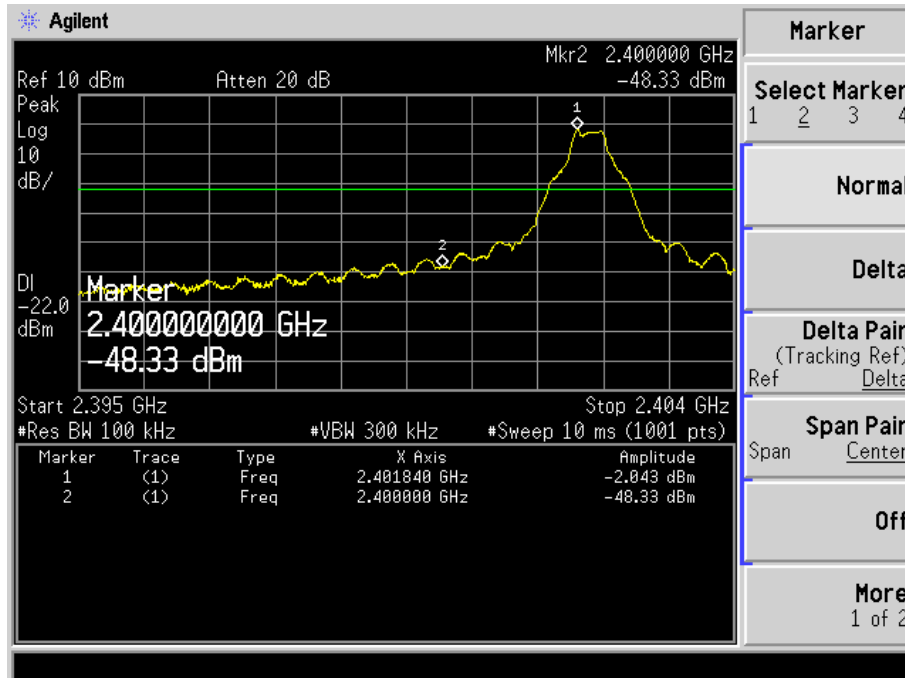 Agilent
Mkr2 2.400000 GHz
Ref 10 dBm Atten 20 dB −48.33 dBm
Peak
Log
10
dB/
1
2
DI
−22.0
dBm
Marker
2.400000000 GHz
−48.33 dBm
Start 2.395 GHz Stop 2.404 GHz
#Res BW 100 kHz #VBW 300 kHz #Sweep 10 ms (1001 pts)
Marker Trace Type X Axis Amplitude
1 (1) Freq 2.401840 GHz −2.043 dBm
2 (1) Freq 2.400000 GHz −48.33 dBm
Marker
Select Marker
1 2 3 4
Normal
Delta
Delta Pair
(Tracking Ref)
Ref Delta
Span Pair
Span Center
Off
More
1 of 2